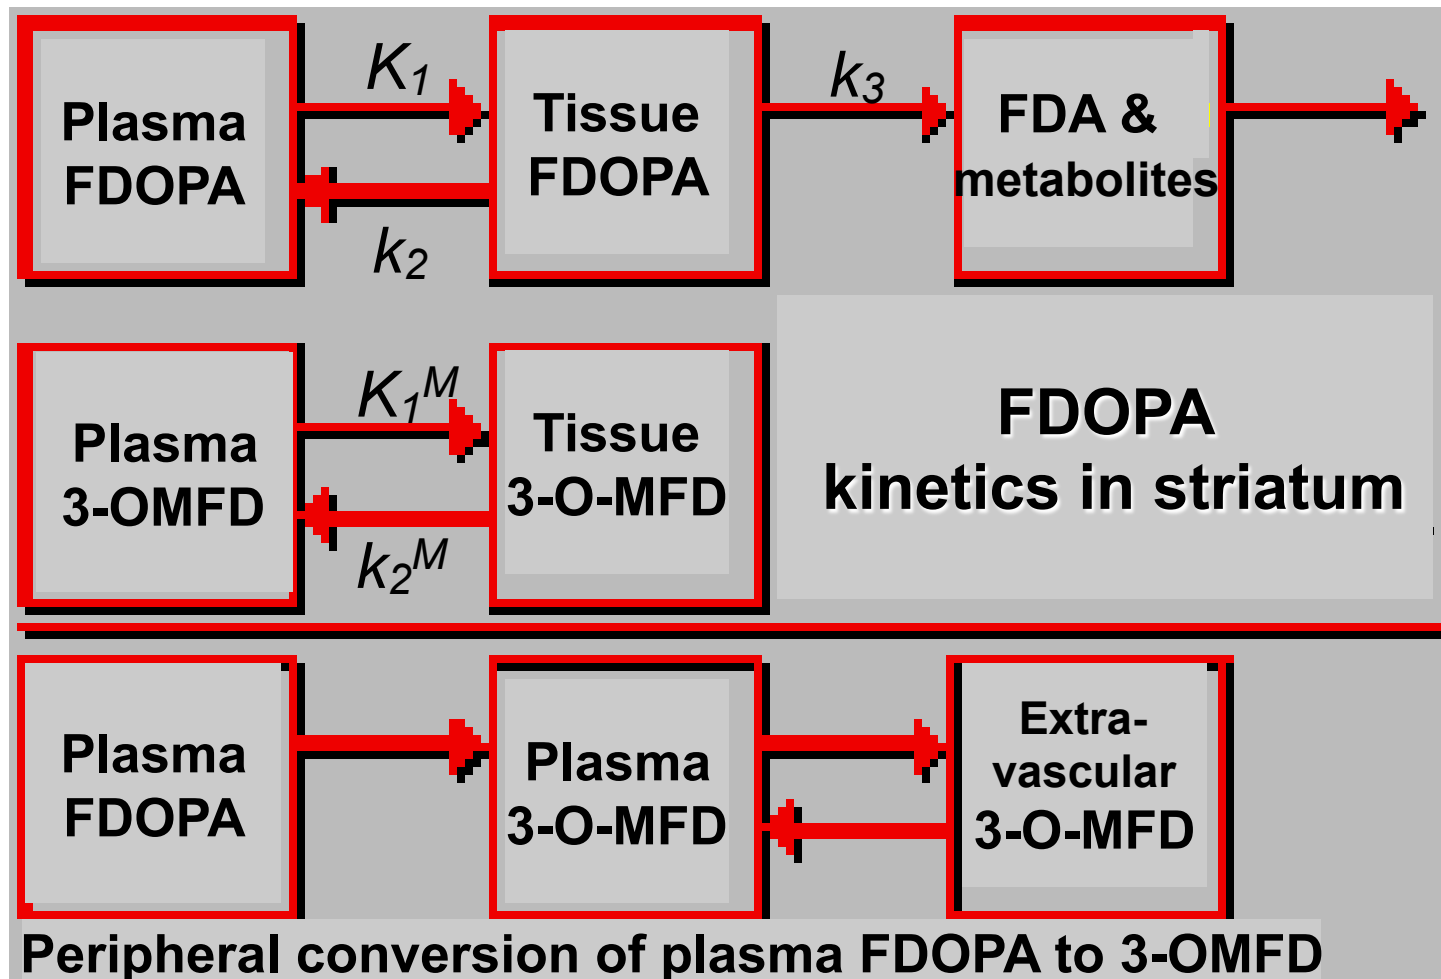 Plasma
FDOPA
K1
k2
Tissue
FDOPA
k3
FDA &
metabolites
Plasma
3-OMFD
K1M
k2M
Tissue
3-O-MFD
FDOPA
kinetics in striatum
Plasma
FDOPA
Plasma
3-O-MFD
Extra-
vascular
3-O-MFD
Peripheral conversion of plasma FDOPA to 3-OMFD